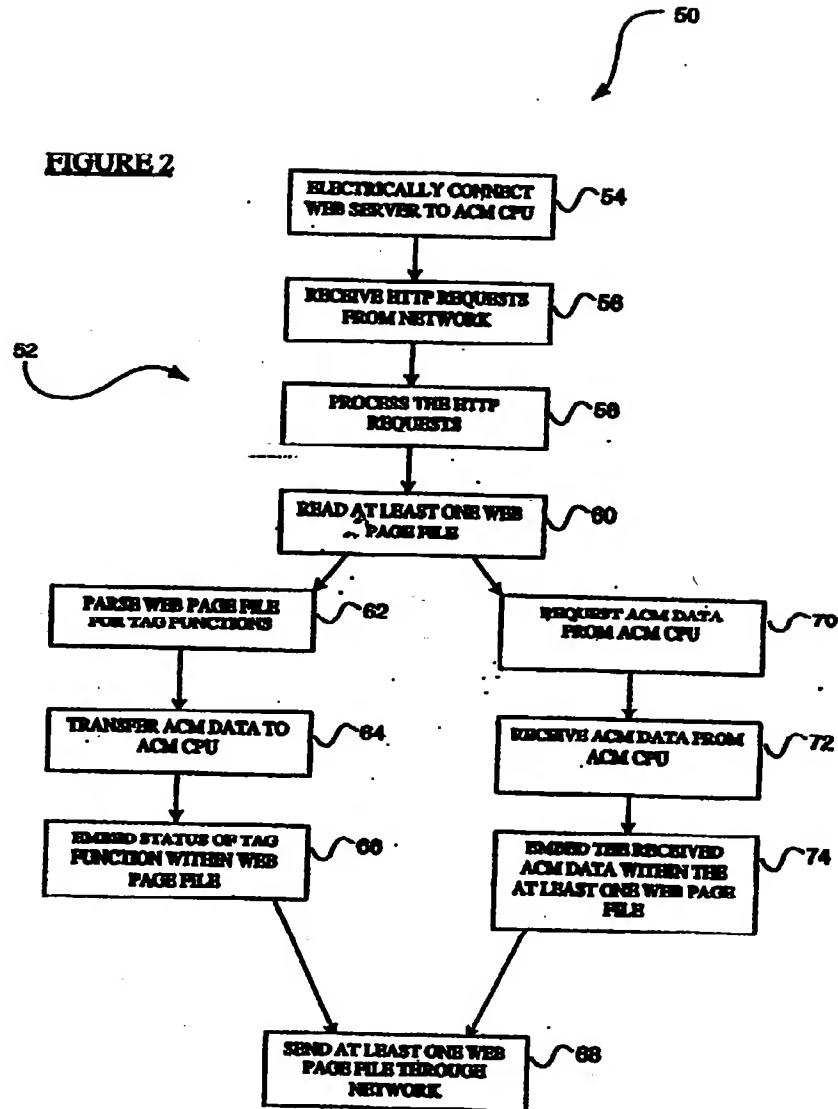 50
FIGURE 2
ELECTRICALLY CONNECT
WEB SERVER TO ACM CPU
54
RECEIVE HTTP REQUESTS
FROM NETWORK
56
52
PROCESS THE HTTP
REQUESTS
58
READ AT LEAST ONE WEB
PAGE FILE
60
PARSE WEB PAGE FILE
FOR TAG FUNCTIONS
62
REQUEST ACM DATA
FROM ACM CPU
70
TRANSFER ACM DATA TO
ACM CPU
64
RECEIVE ACM DATA FROM
ACM CPU
72
EMBED STATUS OF TAG
FUNCTION WITHIN WEB
PAGE FILE
66
EMBED THE RECEIVED
ACM DATA WITHIN THE
AT LEAST ONE WEB PAGE
FILE
74
SEND AT LEAST ONE WEB
PAGE FILE THROUGH
NETWORK
68